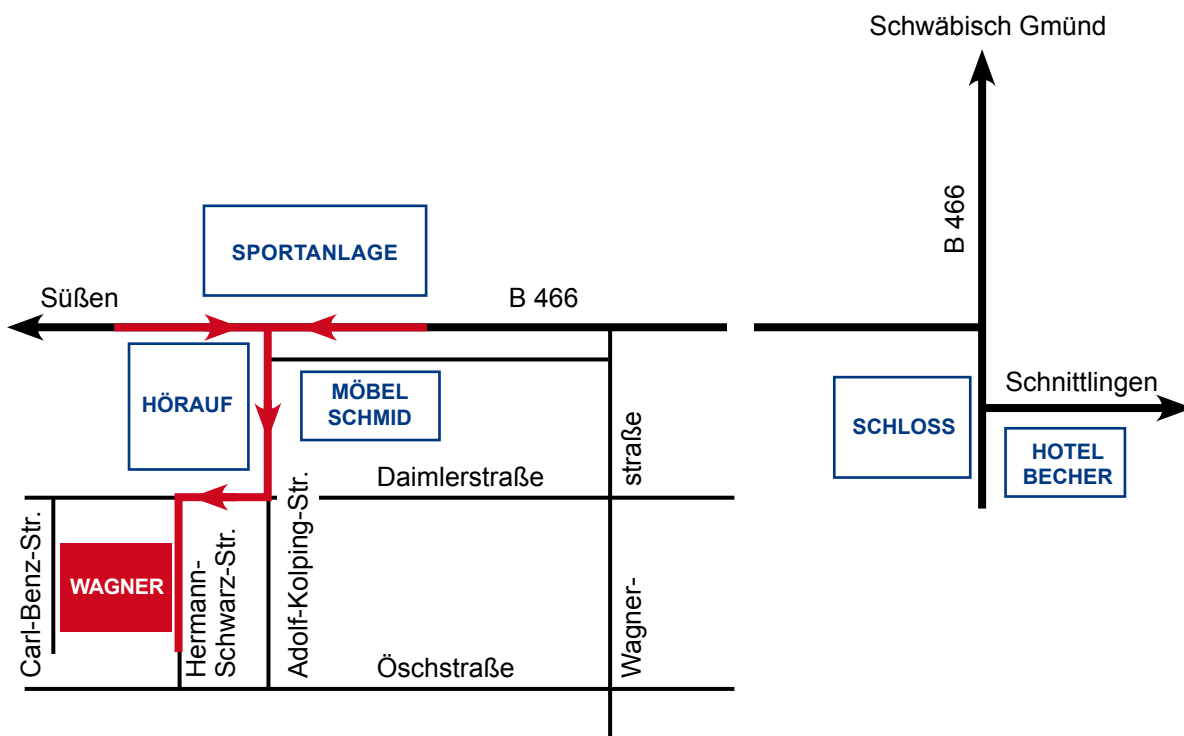 Schwäbisch Gmünd
B 466
SPORTANLAGE
Süßen
B 466
HÖRAUF
MÖBEL
SCHMID
Schnittlingen
SCHLOSS
HOTEL
BECHER
Daimlerstraße
straße
Wagner-
Carl-Benz-Str.
WAGNER
Hermann-
Schwarz-Str.
Adolf-Kolping-Str.
Öschstraße